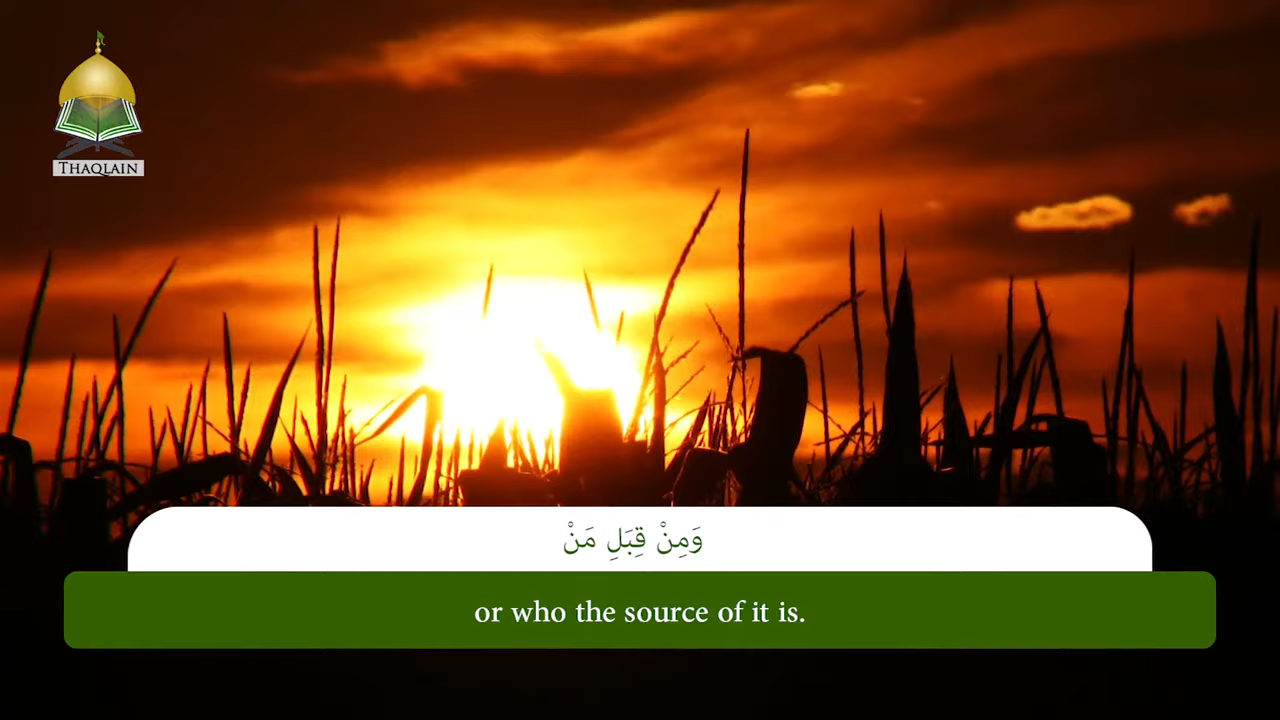 THAQLAIN
وَمِنْ قِبَلِ مَنْ
or who the source of it is.